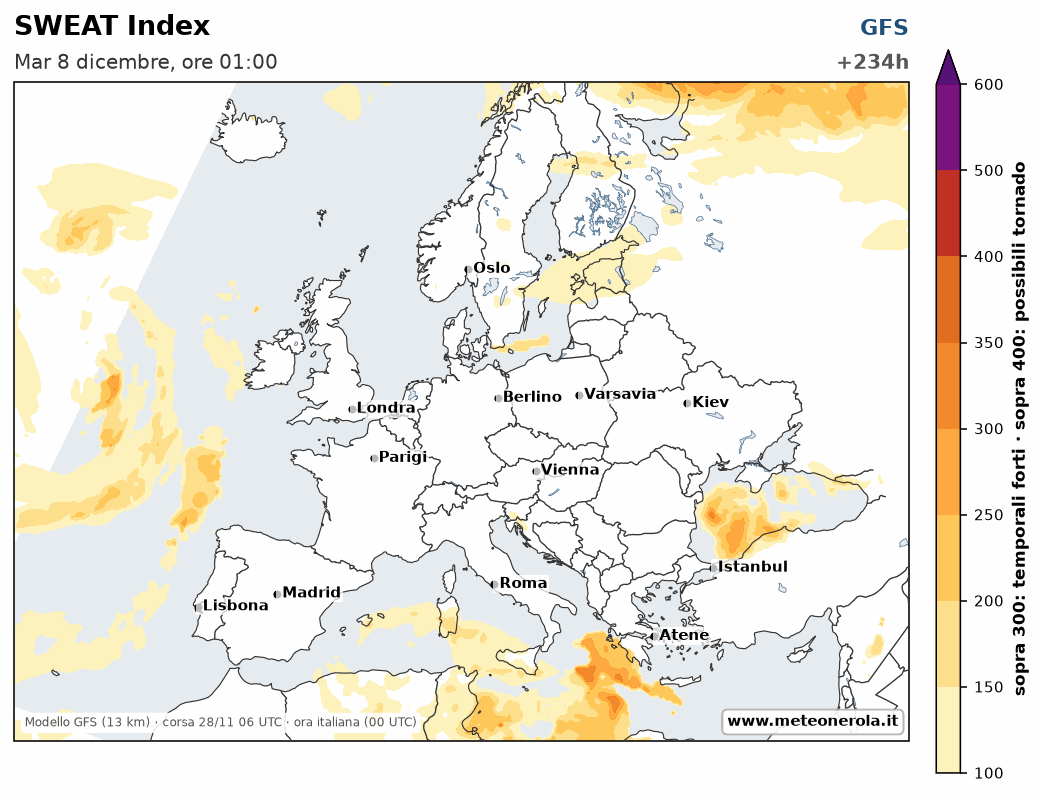 SWEAT Index
GFS
Mar 8 dicembre, ore 01:00
+234h
600
500
400
350
300
250
200
150
100
sopra 300: temporali forti · sopra 400: possibili tornado
Oslo
Berlino
Varsavia
Kiev
Londra
Parigi
Vienna
Istanbul
Roma
Madrid
Lisbona
Atene
Modello GFS (13 km) · corsa 28/11 06 UTC · ora italiana (00 UTC)
www.meteonerola.it